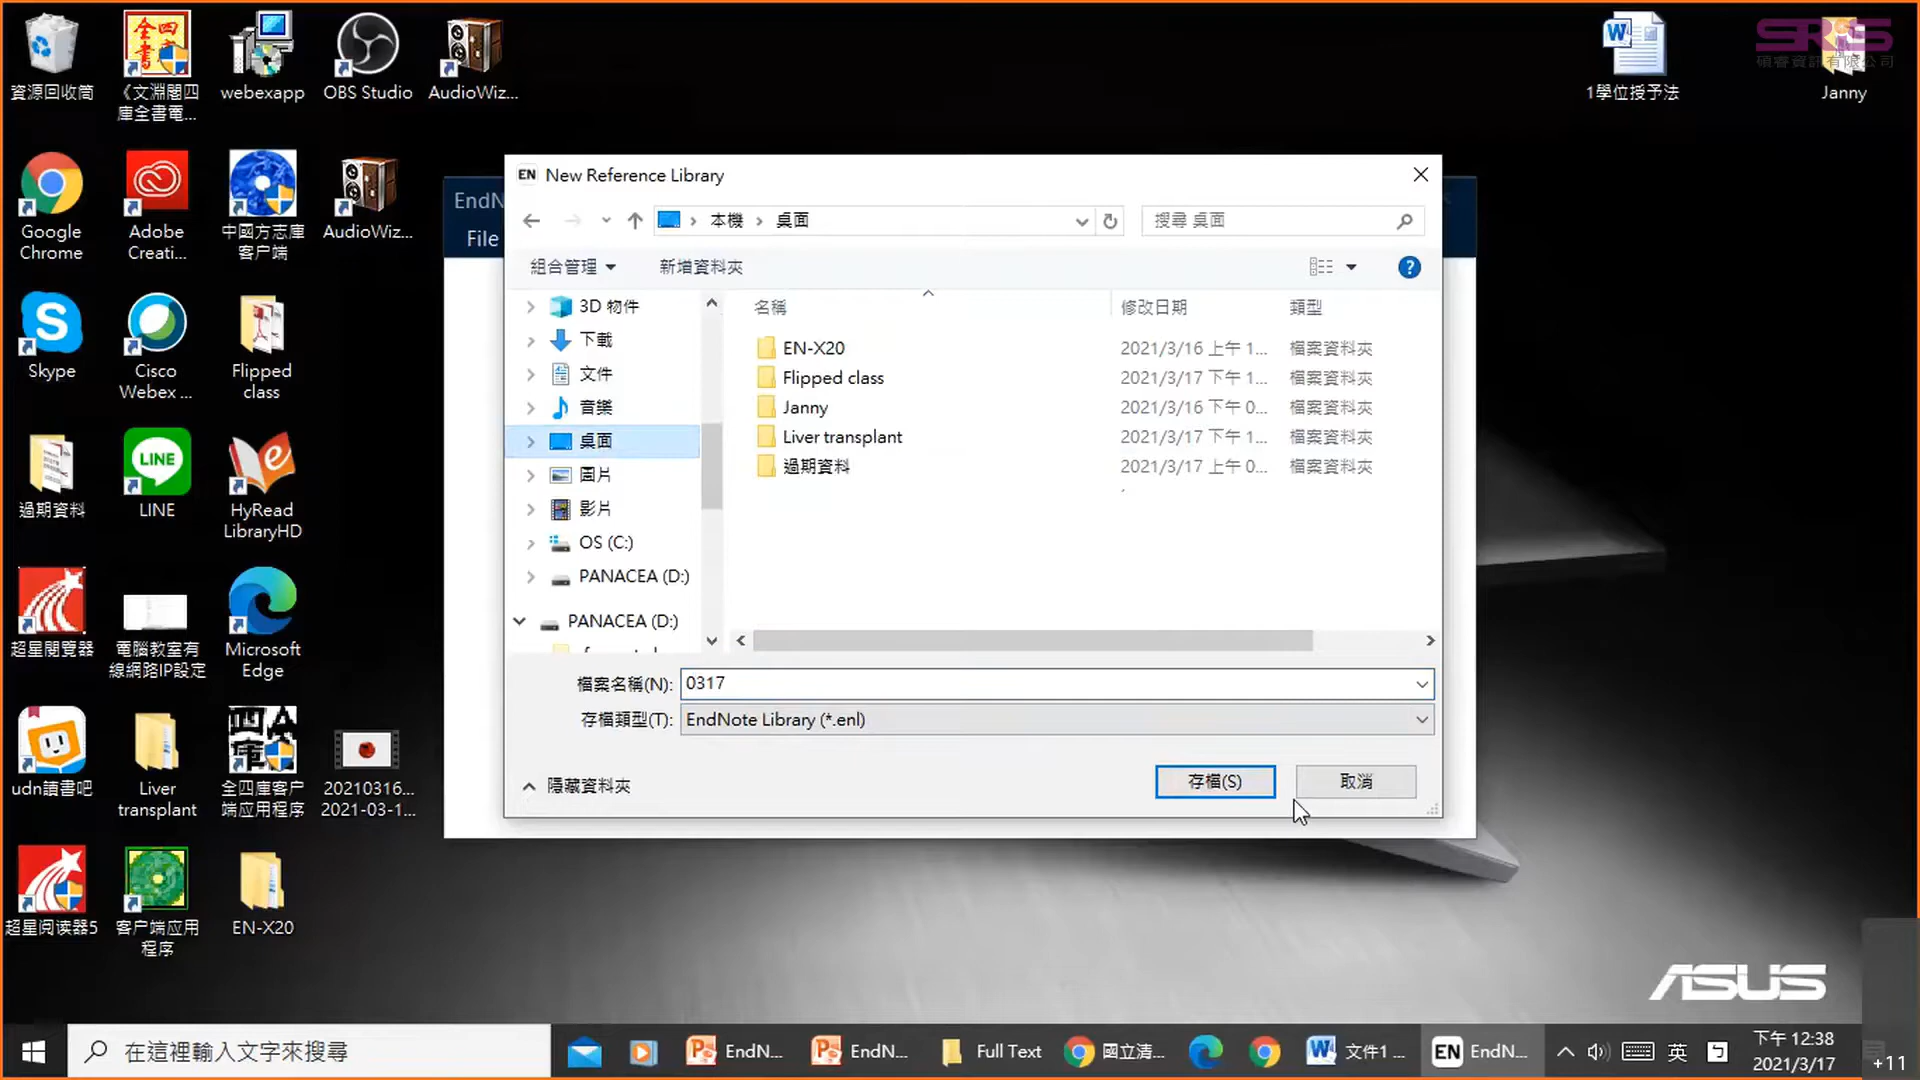 資源回收筒
《文淵閣四
庫全書電...
webexapp
OBS Studio
AudioWiz...
1學位授予法
SRIS
碩睿資訊有限公司
Janny
Google
Chrome
Adobe
Creati...
中國方志庫
客户端
AudioWiz...
Skype
Cisco
Webex ...
Flipped
class
過期資料
LINE
HyRead
LibraryHD
超星閱覽器
電腦教室有
線網路IP設定
Microsoft
Edge
udn讀書吧
Liver
transplant
全四庫客户
端应用程序
20210316...
2021-03-1...
超星阅读器5
客户端应用
程序
EN-X20
EndN
File
EN New Reference Library
本機 › 桌面
搜尋 桌面
組合管理
新增資料夾
3D 物件
下載
文件
音樂
桌面
圖片
影片
OS (C:)
PANACEA (D:)
PANACEA (D:)
名稱 修改日期 類型
EN-X20 2021/3/16 上午 1... 檔案資料夾
Flipped class 2021/3/17 下午 1... 檔案資料夾
Janny 2021/3/16 下午 0... 檔案資料夾
Liver transplant 2021/3/17 下午 1... 檔案資料夾
過期資料 2021/3/17 上午 0... 檔案資料夾
檔案名稱(N): 0317
存檔類型(T): EndNote Library (*.enl)
隱藏資料夾
存檔(S)
取消
ASUS
在這裡輸入文字來搜尋
EndN...
EndN...
Full Text
國立清...
文件1 ...
EN EndN...
英
下午 12:38
2021/3/17
+11